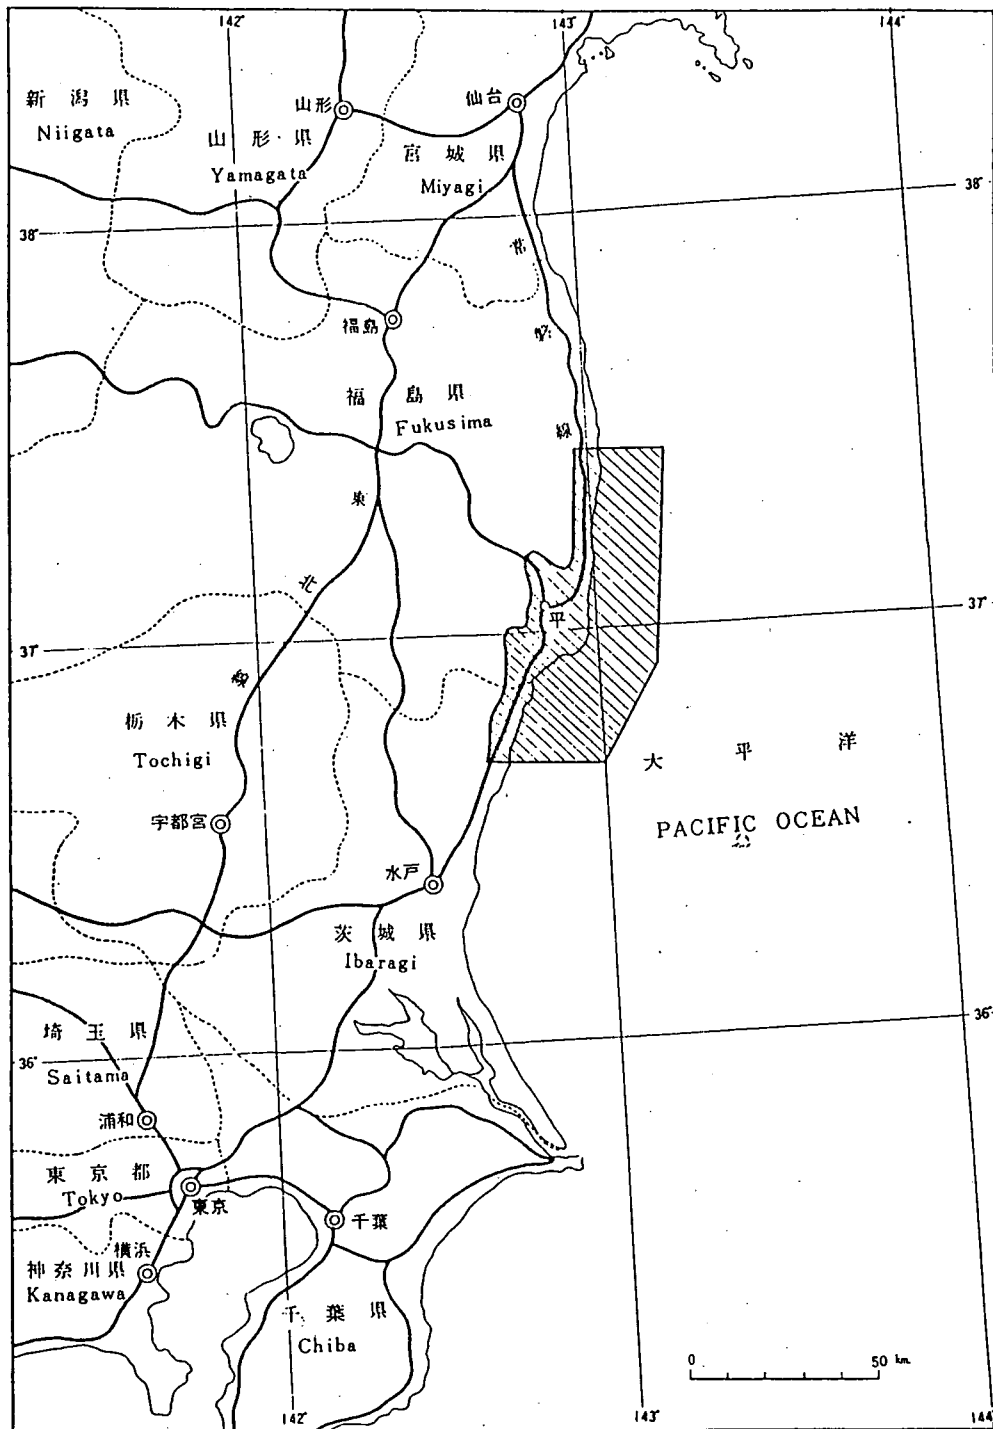 142°
143°
144°
新潟県
Niigata
山形
仙台
山形県
Yamagata
宮城県
Miyagi
38°
38°
常
磐
線
福島
福島県
Fukusima
東
北
37°
37°
平
栃木県
Tochigi
大平洋
PACIFIC OCEAN
宇都宮
水戸
茨城県
Ibaragi
36°
36°
埼玉県
Saitama
浦和
東京都
Tokyo
東京
千葉
横浜
神奈川県
Kanagawa
千葉県
Chiba
0
50 km.
142°
143°
144°